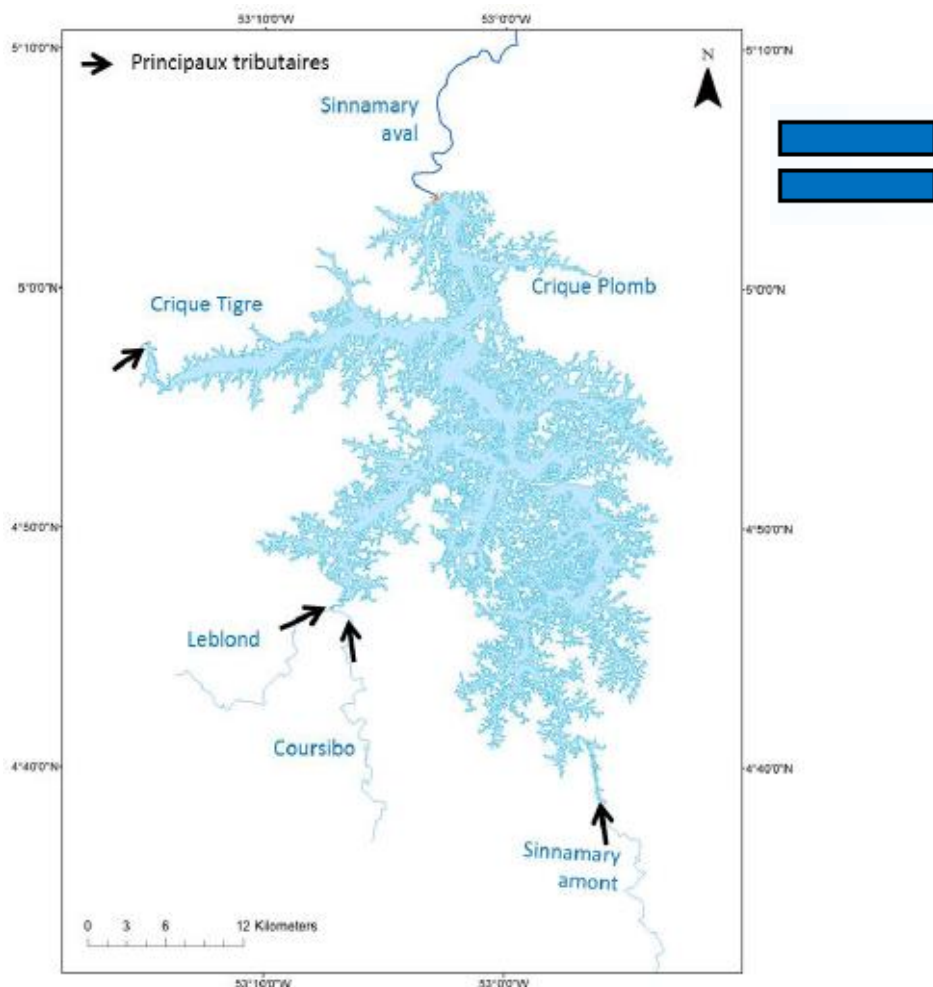 53°10'0"W
53°0'0"W
5°10'0"N
5°10'0"N
Principaux tributaires
N
Sinnamary
aval
5°0'0"N
5°0'0"N
Crique Tigre
Crique Plomb
4°50'0"N
4°50'0"N
Leblond
Coursibo
4°40'0"N
4°40'0"N
Sinnamary
amont
0 3 6 12 Kilometers
53°10'0"W
53°0'0"W